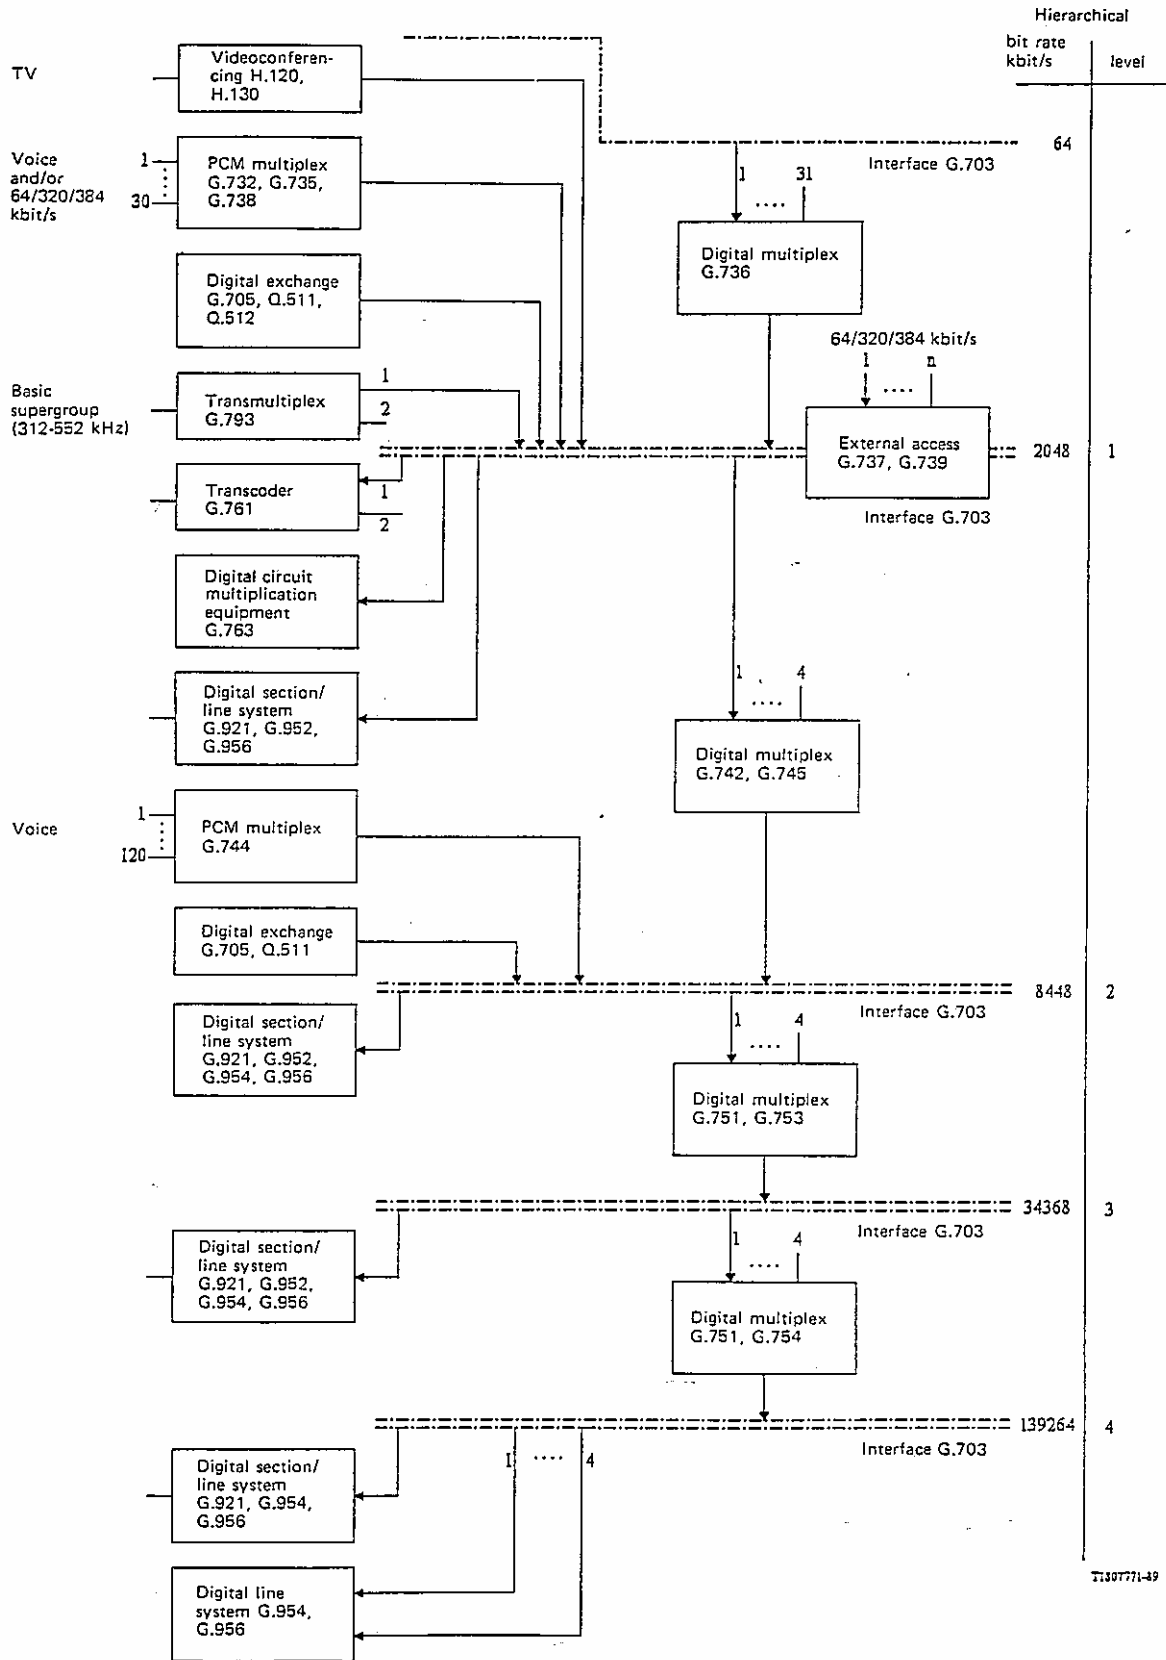 Hierarchical
bit rate
kbit/s
level
TV
Videoconferen-
cing H.120,
H.130
64
Interface G.703
Voice
and/or
64/320/384
kbit/s
1
30
PCM multiplex
G.732, G.735,
G.738
1 .... 31
Digital multiplex
G.736
Digital exchange
G.705, Q.511,
Q.512
64/320/384 kbit/s
1 .... n
Basic
supergroup
(312-552 kHz)
Transmultiplex
G.793
1
2
External access
G.737, G.739
2048 1
Interface G.703
Transcoder
G.761
1
2
Digital circuit
multiplication
equipment
G.763
Digital section/
line system
G.921, G.952,
G.956
1 .... 4
Digital multiplex
G.742, G.745
Voice
1
120
PCM multiplex
G.744
Digital exchange
G.705, Q.511
8448 2
Interface G.703
Digital section/
line system
G.921, G.952,
G.954, G.956
1 .... 4
Digital multiplex
G.751, G.753
34368 3
Interface G.703
Digital section/
line system
G.921, G.952,
G.954, G.956
1 .... 4
Digital multiplex
G.751, G.754
139264 4
Interface G.703
1 .... 4
Digital section/
line system
G.921, G.954,
G.956
Digital line
system G.954,
G.956
T1507771-89